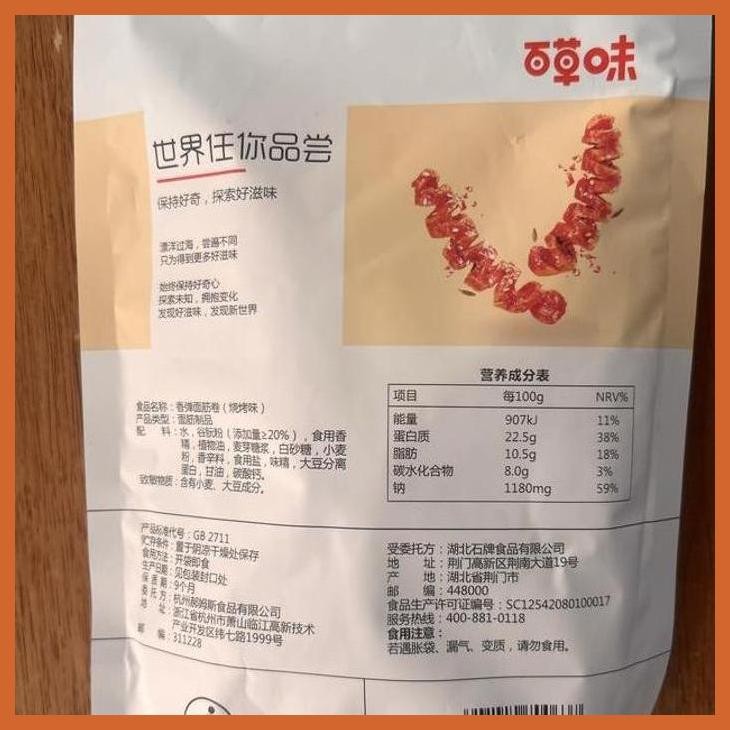 百草味
世界任你品尝
保持好奇，探索好滋味
漂洋过海，尝遍不同
只为得到更多好滋味
始终保持好奇心
探索未知，拥抱变化
发现好滋味，发现新世界
食品名称：香弹面筋卷（烧烤味）
产品类型：面筋制品
配 料：水，谷朊粉（添加量≥20%），食用香
精，植物油，麦芽糖浆，白砂糖，小麦
粉，香辛料，食用盐，味精，大豆分离
蛋白，甘油，碳酸钙。
致敏物质：含有小麦、大豆成分。
营养成分表
项目 每100g NRV%
能量 907kJ 11%
蛋白质 22.5g 38%
脂肪 10.5g 18%
碳水化合物 8.0g 3%
钠 1180mg 59%
产品标准代号：GB 2711
贮存条件：置于阴凉干燥处保存
食用方法：开袋即食
生产日期：见包装封口处
保 质 期：9个月
委 托 方：杭州郝姆斯食品有限公司
地 址：浙江省杭州市萧山临江高新技术
产业开发区纬七路1999号
邮 编：311228
受委托方：湖北石牌食品有限公司
地 址：荆门高新区荆南大道19号
产 地：湖北省荆门市
邮 编：448000
食品生产许可证编号：SC12542080100017
服务热线：400-881-0118
食用注意：
若遇胀袋、漏气、变质，请勿食用。